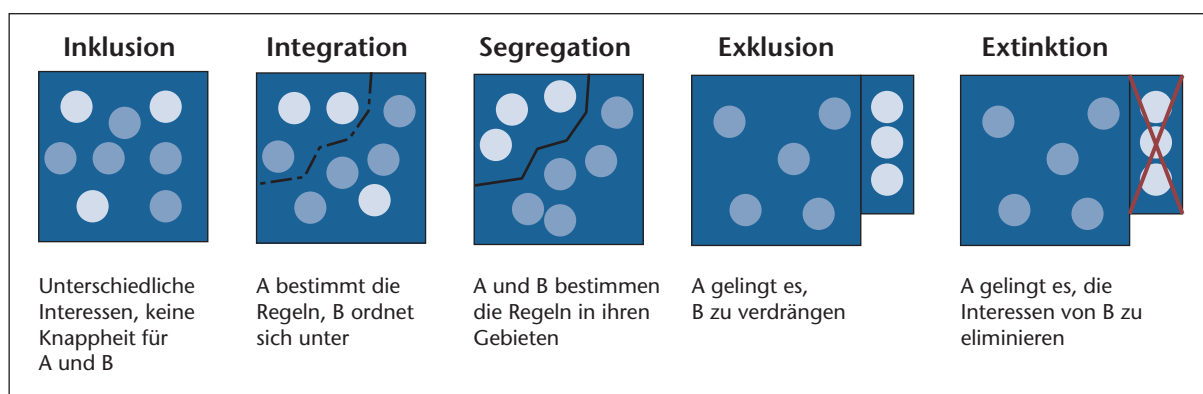 Inklusion
Unterschiedliche
Interessen, keine
Knappheit für
A und B
Integration
A bestimmt die
Regeln, B ordnet
sich unter
Segregation
A und B bestimmen
die Regeln in ihren
Gebieten
Exklusion
A gelingt es,
B zu verdrängen
Extinktion
A gelingt es, die
Interessen von B zu
eliminieren